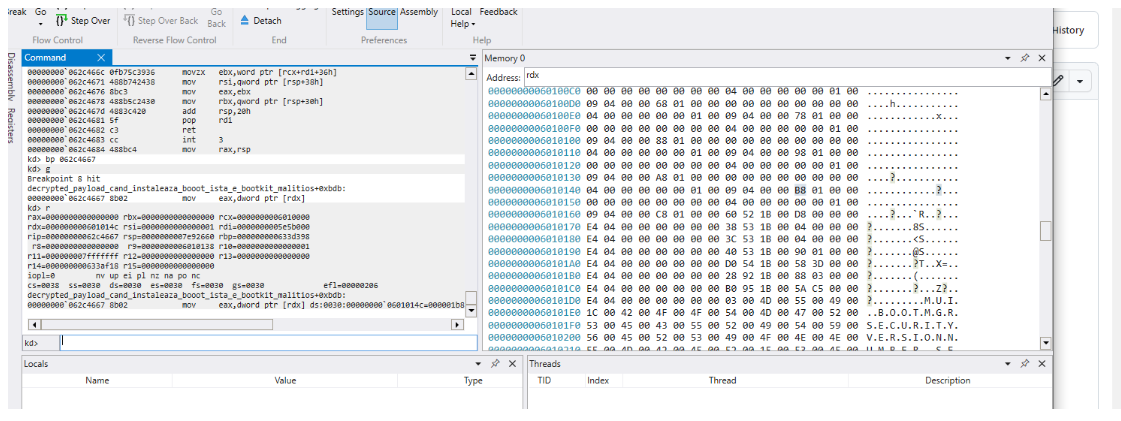 Break
Go
Step Over
Step Over Back
Go
Back
Detach
Settings
Source
Assembly
Local
Help
Feedback
Flow Control
Reverse Flow Control
End
Preferences
Help
History
Disassembly
Registers
Command
00000000`062c466c 0fb75c3936 movzx ebx,word ptr [rcx+rdi+36h]
00000000`062c4671 488b742438 mov rsi,qword ptr [rsp+38h]
00000000`062c4676 8bc3 mov eax,ebx
00000000`062c4678 488b5c2430 mov rbx,qword ptr [rsp+30h]
00000000`062c467d 4883c420 add rsp,20h
00000000`062c4681 5f pop rdi
00000000`062c4682 c3 ret
00000000`062c4683 cc int 3
00000000`062c4684 488bc4 mov rax,rsp
kd> bp 062c4667
kd> g
Breakpoint 8 hit
decrypted_payload_cand_instaleaza_booot_ista_e_bootkit_malitios+0xbdb:
00000000`062c4667 8b02 mov eax,dword ptr [rdx]
kd> r
rax=0000000000000000 rbx=0000000000000000 rcx=0000000006010000
rdx=000000000601014c rsi=0000000000000001 rdi=0000000005e5b000
rip=00000000062c4667 rsp=0000000007e92660 rbp=000000000633d398
r8=0000000000000000 r9=0000000006010138 r10=0000000000000001
r11=000000007fffffff r12=0000000000000000 r13=0000000000000000
r14=000000000633af18 r15=0000000000000000
iopl=0 nv up ei pl nz na po nc
cs=0038 ss=0030 ds=0030 es=0030 fs=0030 gs=0030 efl=00000206
decrypted_payload_cand_instaleaza_booot_ista_e_bootkit_malitios+0xbdb:
00000000`062c4667 8b02 mov eax,dword ptr [rdx] ds:0030:00000000`0601014c=000001b8
kd>
Memory 0
Address: rdx
00000000060100C0 00 00 00 00 00 00 00 00 04 00 00 00 00 00 01 00 ................
00000000060100D0 09 04 00 00 68 01 00 00 00 00 00 00 00 00 00 00 ....h...........
00000000060100E0 04 00 00 00 00 00 01 00 09 04 00 00 78 01 00 00 ............x...
00000000060100F0 00 00 00 00 00 00 00 00 04 00 00 00 00 00 01 00 ................
0000000006010100 09 04 00 00 88 01 00 00 00 00 00 00 00 00 00 00 ................
0000000006010110 04 00 00 00 00 00 01 00 09 04 00 00 98 01 00 00 ................
0000000006010120 00 00 00 00 00 00 00 00 04 00 00 00 00 00 01 00 ................
0000000006010130 09 04 00 00 A8 01 00 00 00 00 00 00 00 00 00 00 ....?...........
0000000006010140 04 00 00 00 00 00 01 00 09 04 00 00 B8 01 00 00 ............?...
0000000006010150 00 00 00 00 00 00 00 00 04 00 00 00 00 00 01 00 ................
0000000006010160 09 04 00 00 C8 01 00 00 60 52 1B 00 D8 00 00 00 ....?...`R..?...
0000000006010170 E4 04 00 00 00 00 00 00 38 53 1B 00 04 00 00 00 ?.......8S......
0000000006010180 E4 04 00 00 00 00 00 00 3C 53 1B 00 04 00 00 00 ?.......<S......
0000000006010190 E4 04 00 00 00 00 00 00 40 53 1B 00 90 01 00 00 ?.......@S......
00000000060101A0 E4 04 00 00 00 00 00 00 D0 54 1B 00 58 3D 00 00 ?.......?T..X=..
00000000060101B0 E4 04 00 00 00 00 00 00 28 92 1B 00 88 03 00 00 ?.......(.......
00000000060101C0 E4 04 00 00 00 00 00 00 B0 95 1B 00 5A C5 00 00 ?.......?...Z?..
00000000060101D0 E4 04 00 00 00 00 00 00 03 00 4D 00 55 00 49 00 ?.........M.U.I.
00000000060101E0 1C 00 42 00 4F 00 4F 00 54 00 4D 00 47 00 52 00 ..B.O.O.T.M.G.R.
00000000060101F0 53 00 45 00 43 00 55 00 52 00 49 00 54 00 59 00 S.E.C.U.R.I.T.Y.
0000000006010200 56 00 45 00 52 00 53 00 49 00 4F 00 4E 00 4E 00 V.E.R.S.I.O.N.N.
Locals
Name
Value
Type
Threads
TID
Index
Thread
Description